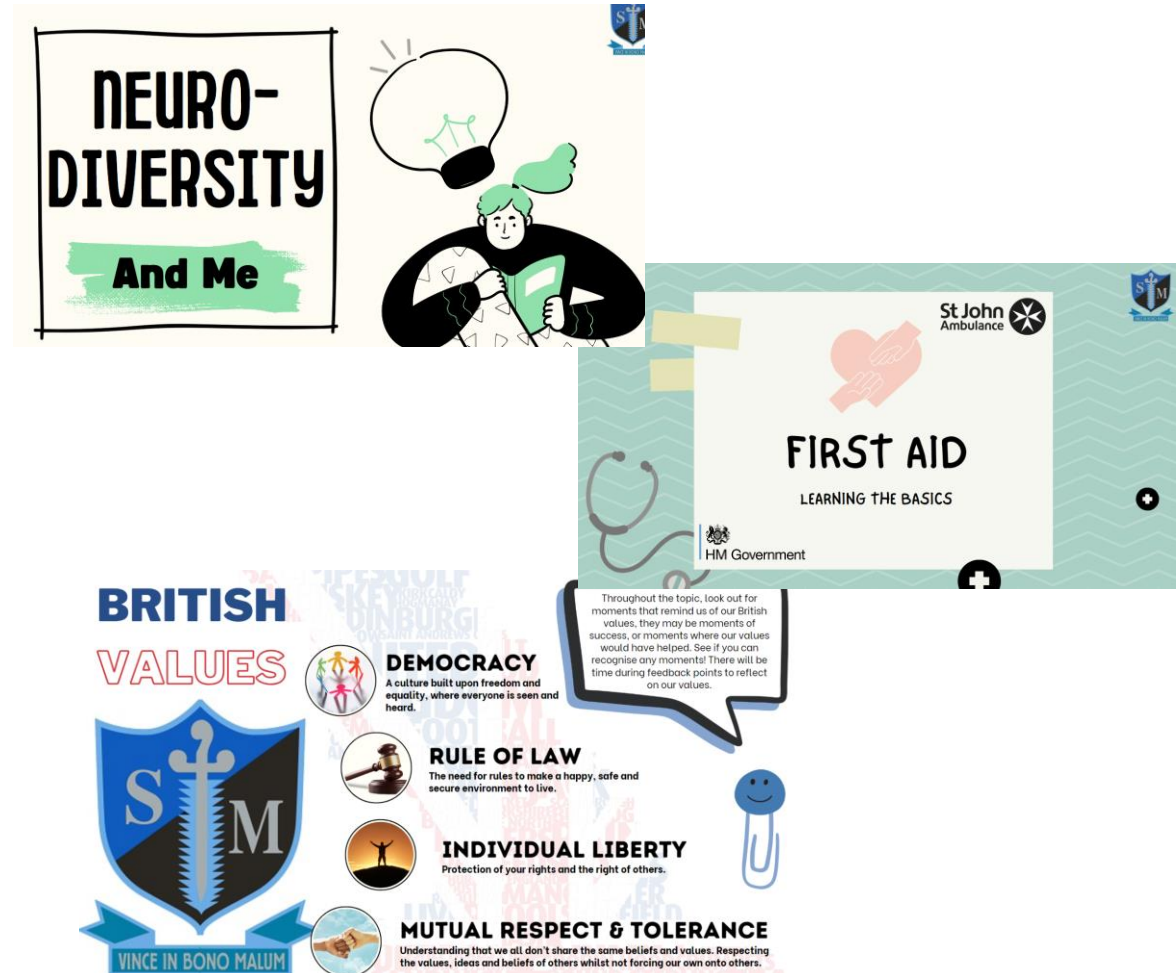 NEURO-
DIVERSITY
And Me
St John
Ambulance
S M
FIRST AID
LEARNING THE BASICS
HM Government
BRITISH
VALUES
Throughout the topic, look out for
moments that remind us of our British
values, they may be moments of
success, or moments where our values
would have helped. See if you can
recognise any moments! There will be
time during feedback points to reflect
on our values.
DEMOCRACY
A culture built upon freedom and
equality, where everyone is seen and
heard.
RULE OF LAW
The need for rules to make a happy, safe and
secure environment to live.
S M
INDIVIDUAL LIBERTY
Protection of your rights and the right of others.
MUTUAL RESPECT & TOLERANCE
Understanding that we all don't share the same beliefs and values. Respecting
the values, ideas and beliefs of others whilst not forcing our own onto others.
VINCE IN BONO MALUM